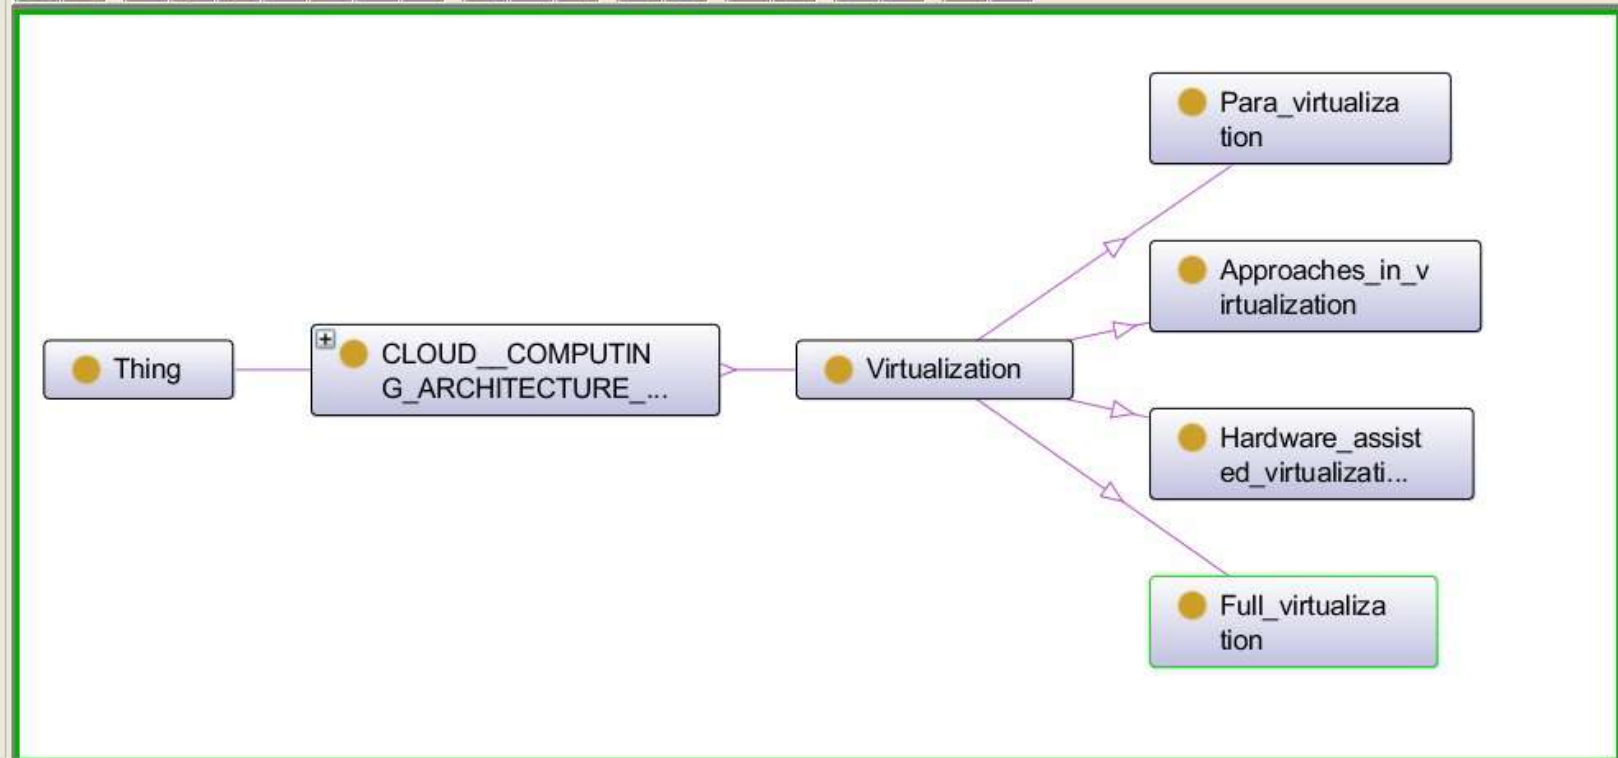 Para_virtualiza
tion
Approaches_in_v
irtualization
Thing
CLOUD__COMPUTIN
G_ARCHITECTURE_...
Virtualization
Hardware_assist
ed_virtualizati...
Full_virtualiza
tion